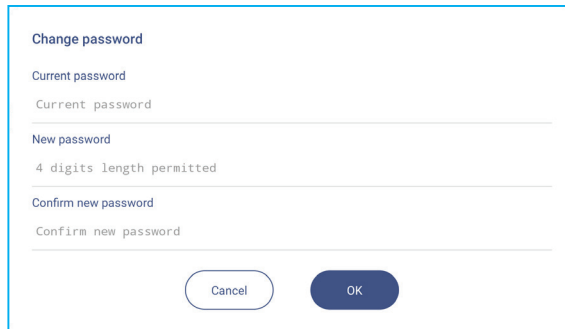 Change password
Current password
Current password
New password
4 digits length permitted
Confirm new password
Confirm new password
Cancel OK